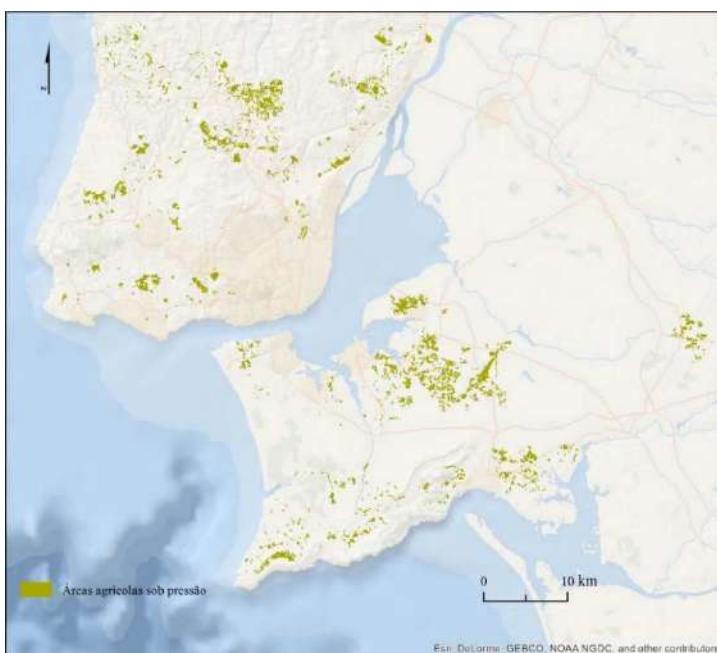 z
Áreas agrícolas sob pressão
0 10 km
Esri, DeLorme, GEBCO, NOAA NGDC, and other contributors